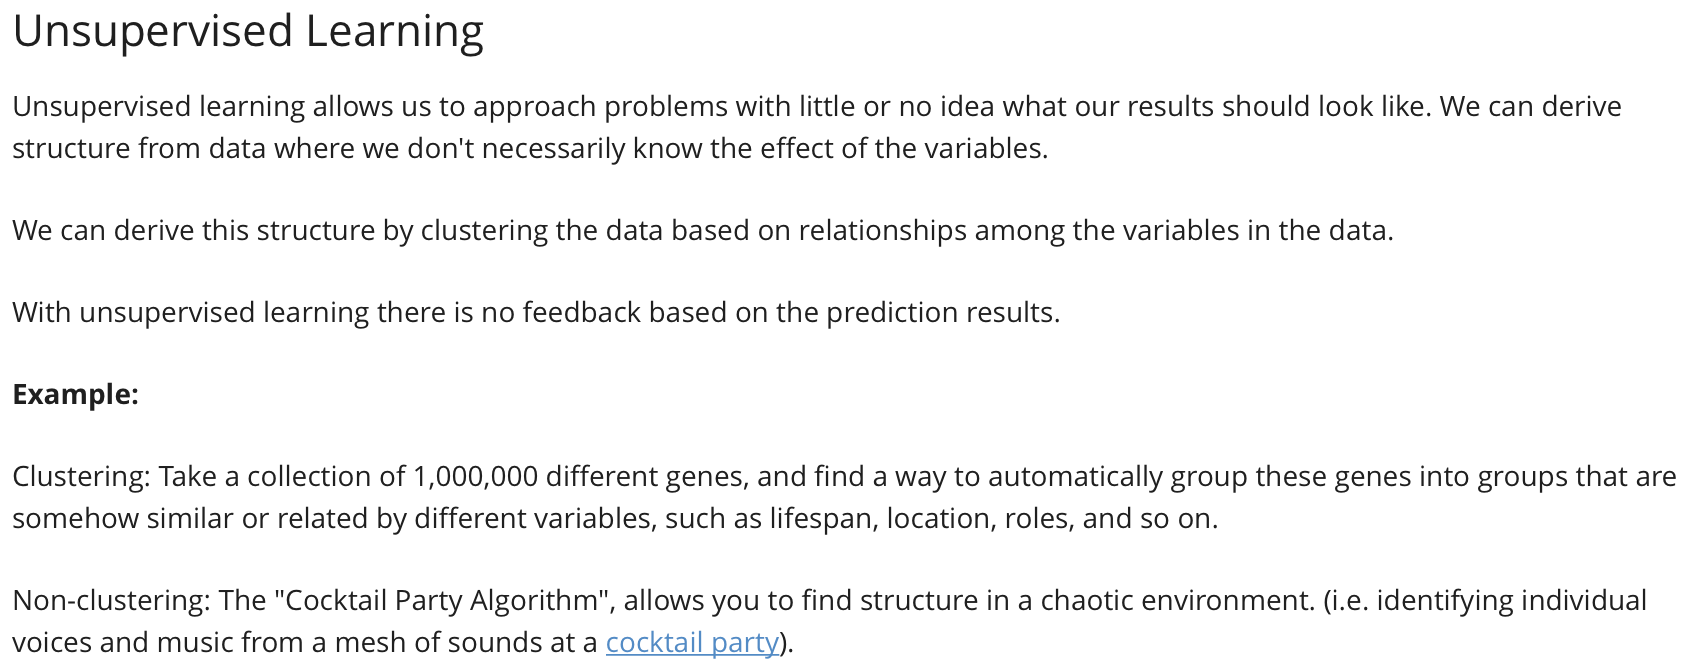 Unsupervised Learning
Unsupervised learning allows us to approach problems with little or no idea what our results should look like. We can derive
structure from data where we don't necessarily know the effect of the variables.
We can derive this structure by clustering the data based on relationships among the variables in the data.
With unsupervised learning there is no feedback based on the prediction results.
Example:
Clustering: Take a collection of 1,000,000 different genes, and find a way to automatically group these genes into groups that are
somehow similar or related by different variables, such as lifespan, location, roles, and so on.
Non-clustering: The "Cocktail Party Algorithm", allows you to find structure in a chaotic environment. (i.e. identifying individual
voices and music from a mesh of sounds at a cocktail party).